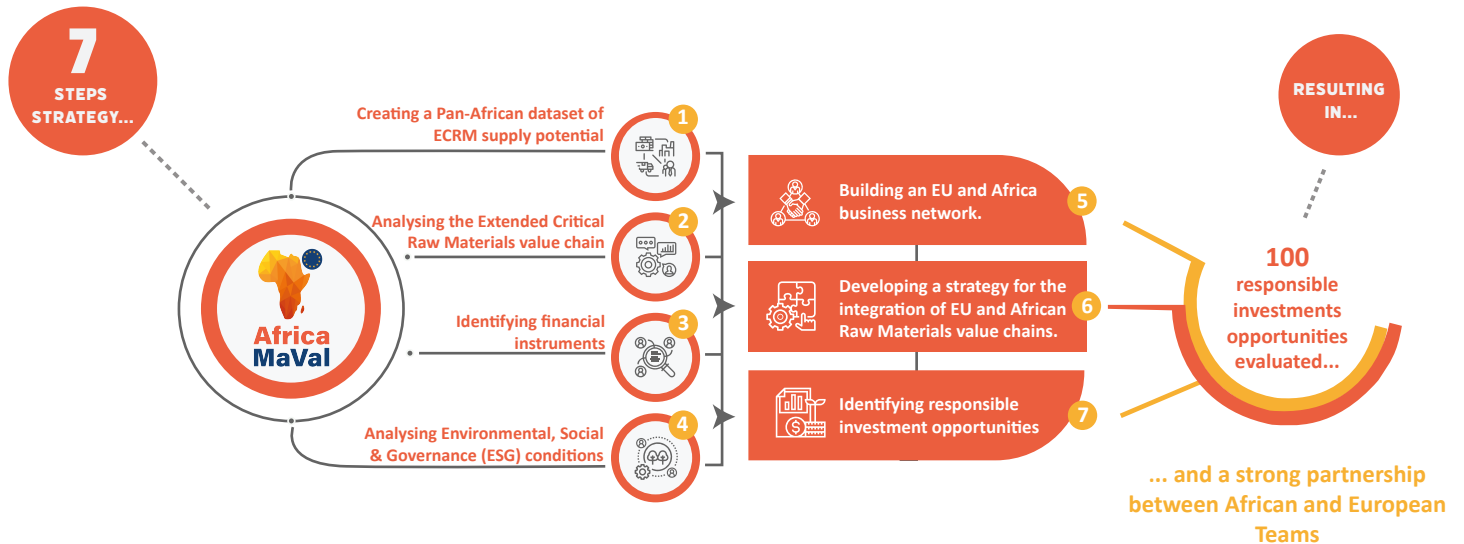 7
STEPS
STRATEGY...
Africa
MaVal
Creating a Pan-African dataset of
ECRM supply potential
1
Analysing the Extended Critical
Raw Materials value chain
2
Identifying financial
instruments
3
Analysing Environmental, Social
& Governance (ESG) conditions
4
Building an EU and Africa
business network.
5
Developing a strategy for the
integration of EU and African
Raw Materials value chains.
6
Identifying responsible
investment opportunities
7
RESULTING
IN...
100
responsible
investments
opportunities
evaluated...
... and a strong partnership
between African and European
Teams